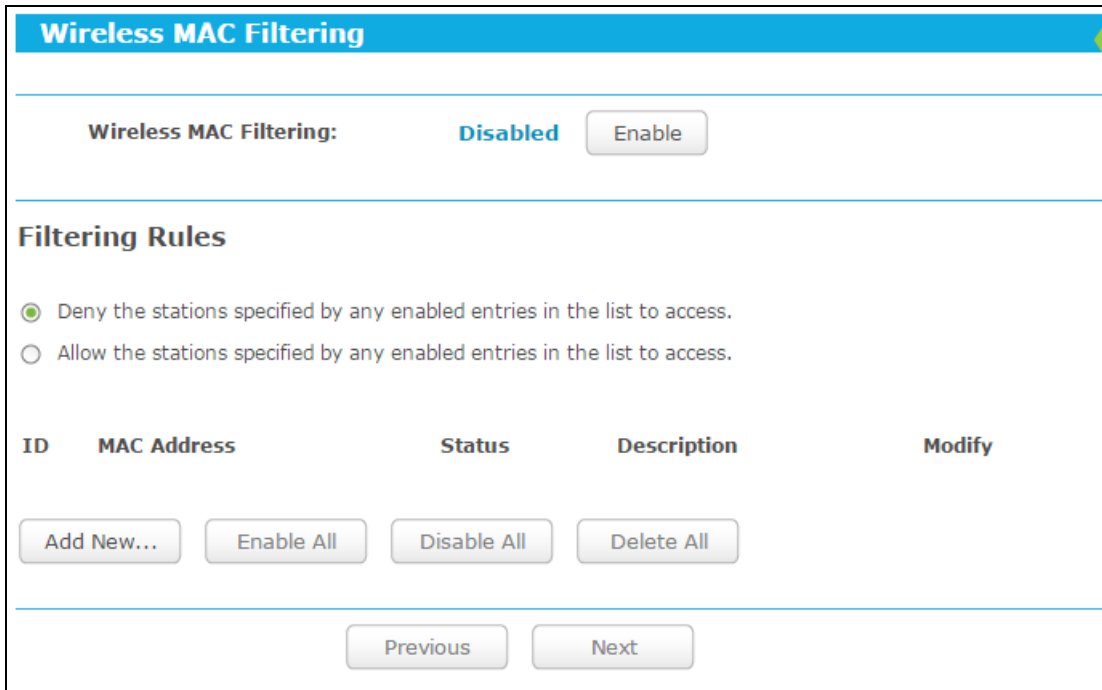 Wireless MAC Filtering
Wireless MAC Filtering: Disabled Enable
Filtering Rules
Deny the stations specified by any enabled entries in the list to access.
Allow the stations specified by any enabled entries in the list to access.
ID MAC Address Status Description Modify
Add New... Enable All Disable All Delete All
Previous Next